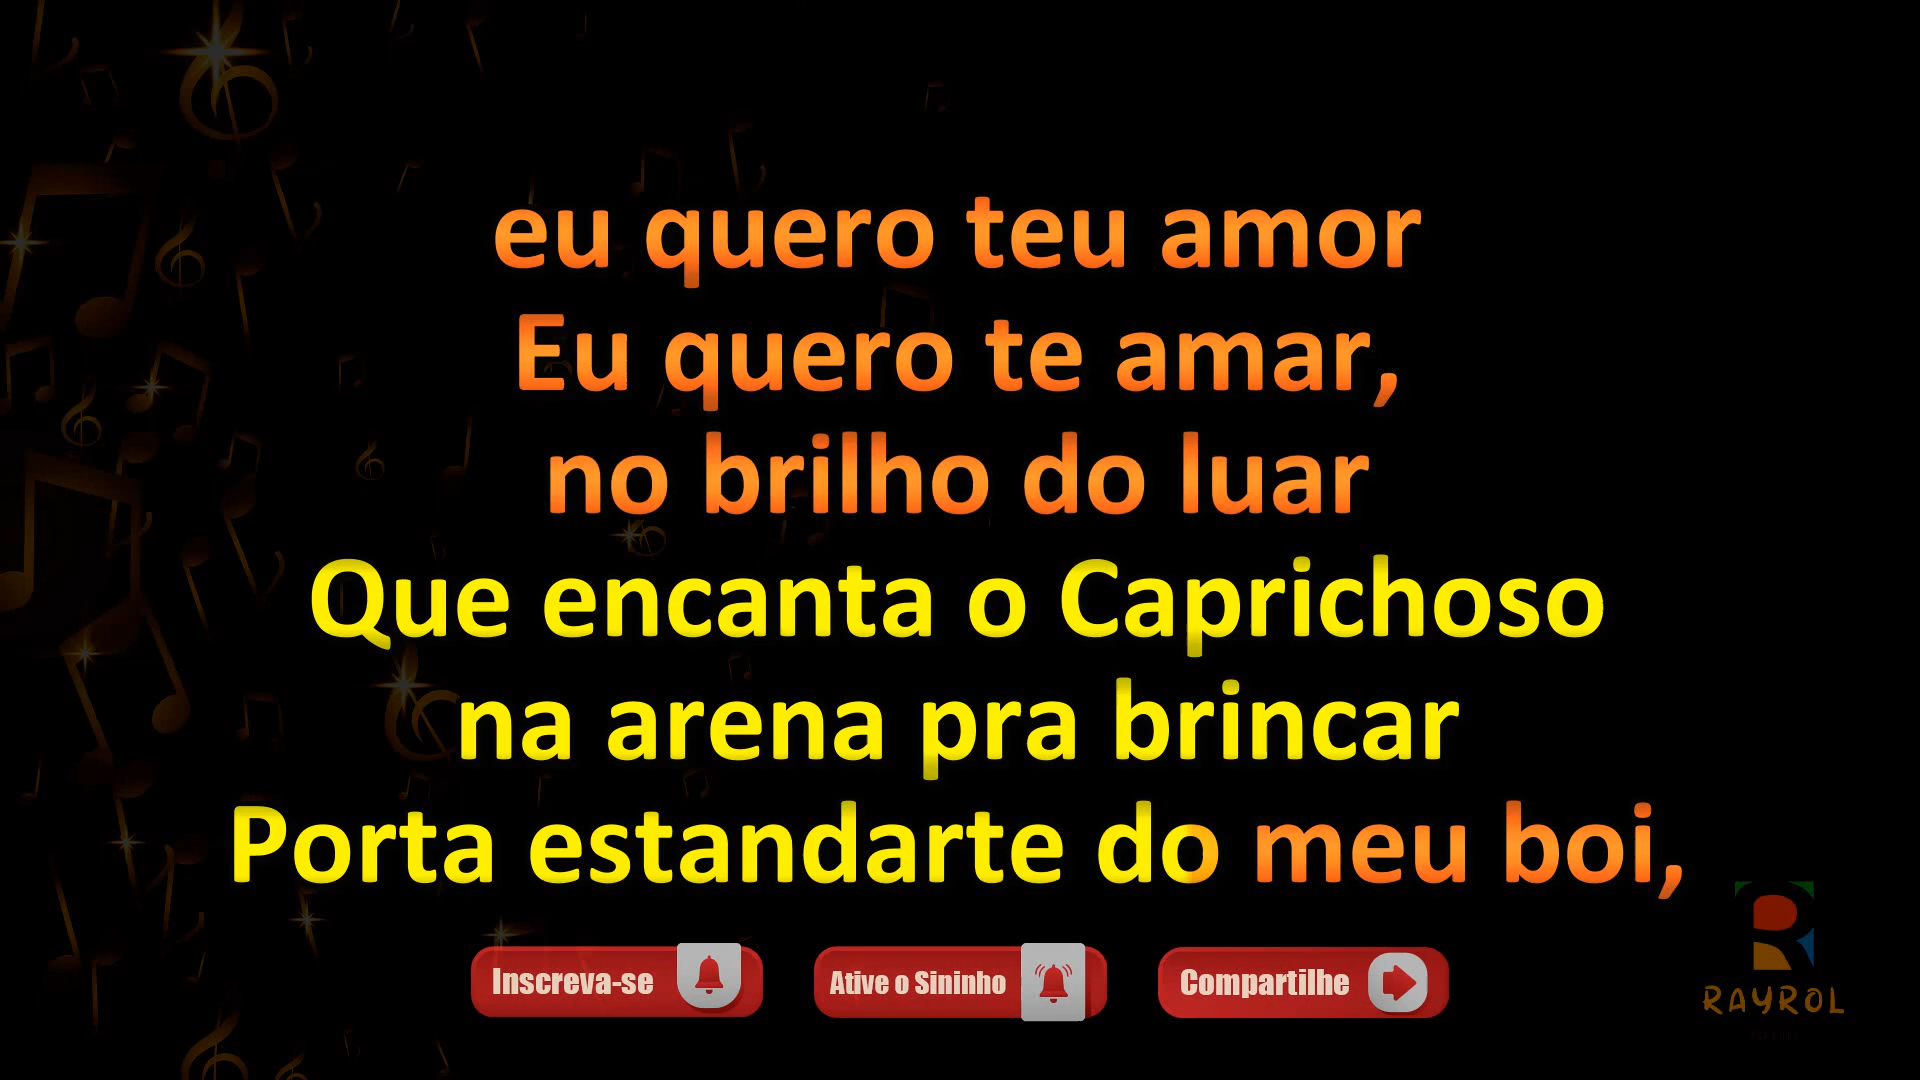 eu quero teu amor
Eu quero te amar,
no brilho do luar
Que encanta o Caprichoso
na arena pra brincar
Porta estandarte do meu boi,
Inscreva-se
Ative o Sininho
Compartilhe
RAYROL